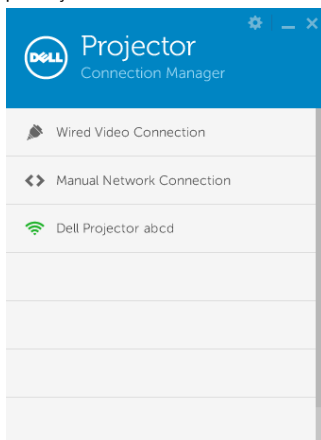 DELL
Projector
Connection Manager
Wired Video Connection
Manual Network Connection
Dell Projector abcd